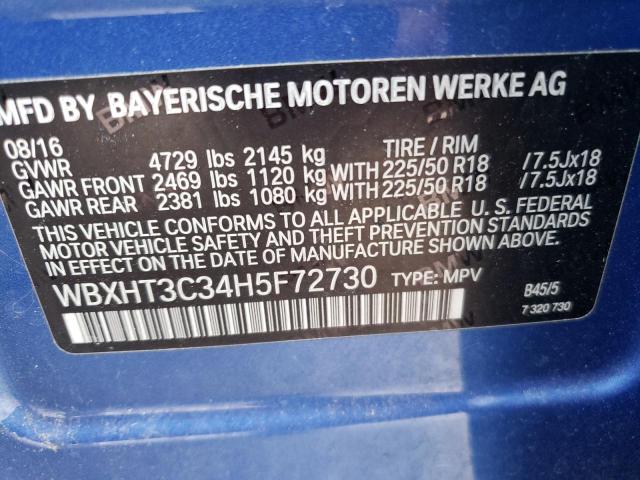 MFD BY BAYERISCHE MOTOREN WERKE AG
08/16 TIRE / RIM
GVWR 4729 lbs 2145 kg
GAWR FRONT 2469 lbs 1120 kg WITH 225/50 R18 /7.5Jx18
GAWR REAR 2381 lbs 1080 kg WITH 225/50 R18 /7.5Jx18
THIS VEHICLE CONFORMS TO ALL APPLICABLE U. S. FEDERAL
MOTOR VEHICLE SAFETY AND THEFT PREVENTION STANDARDS
IN EFFECT ON THE DATE OF MANUFACTURE SHOWN ABOVE.
WBXHT3C34H5F72730 TYPE: MPV B45/5
7 320 730